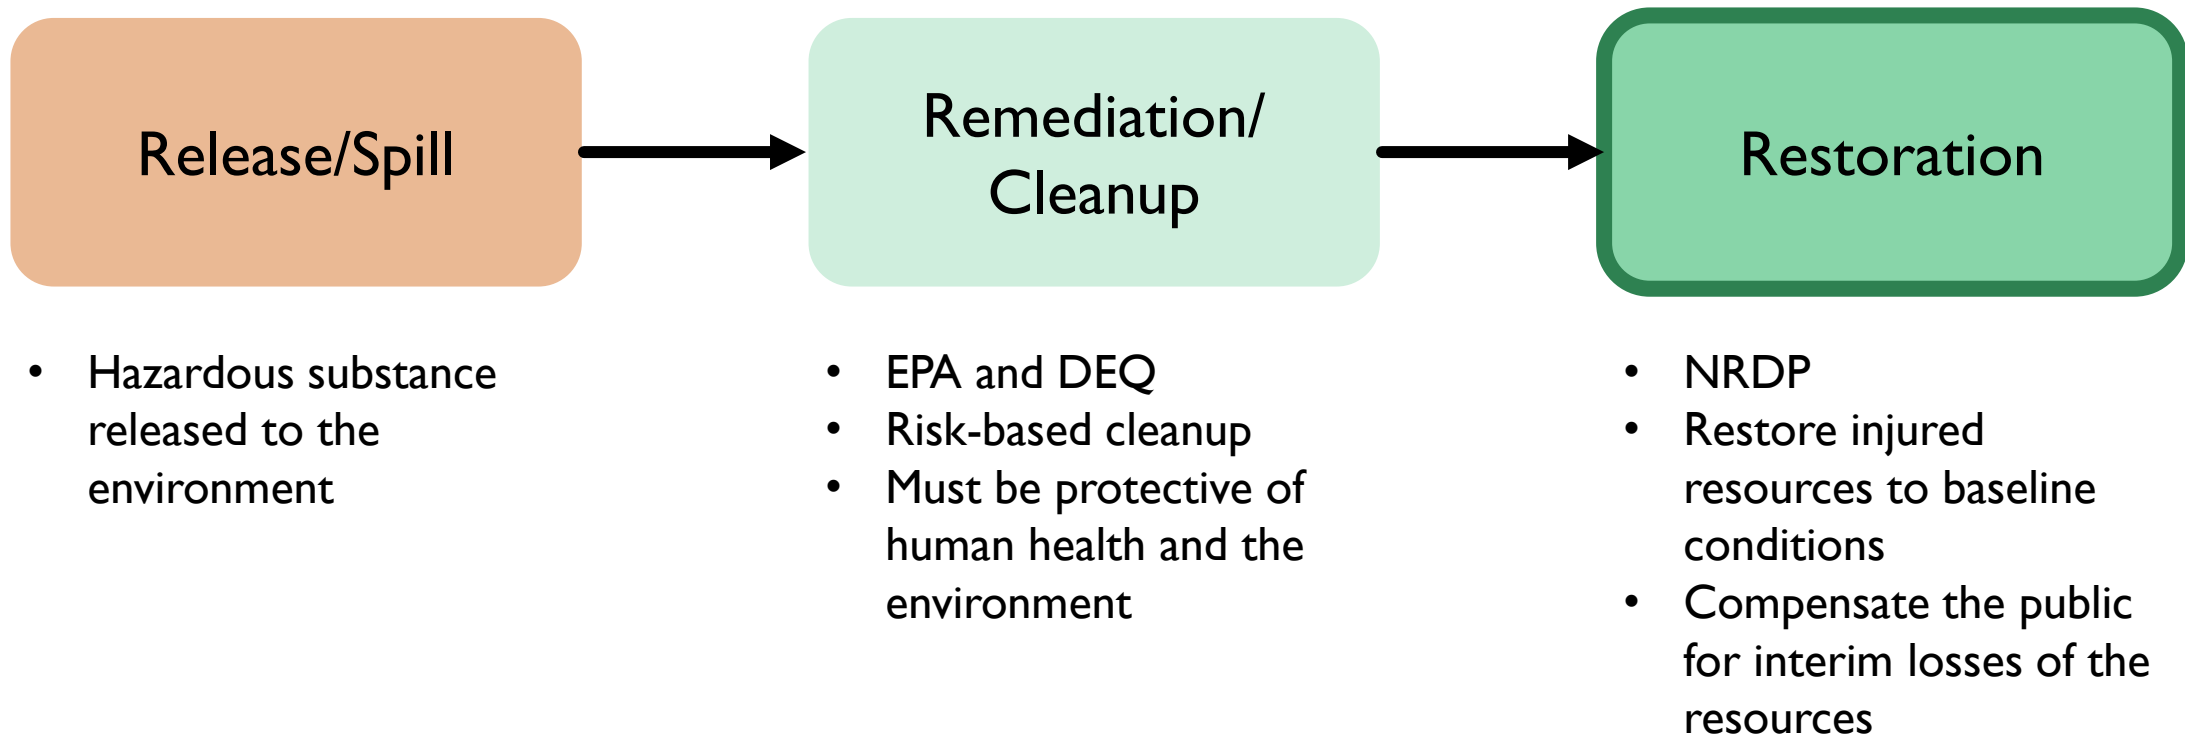 Release/Spill
Remediation/
Cleanup
Restoration
• Hazardous substance
released to the
environment
• EPA and DEQ
• Risk-based cleanup
• Must be protective of
human health and the
environment
• NRDP
• Restore injured
resources to baseline
conditions
• Compensate the public
for interim losses of the
resources